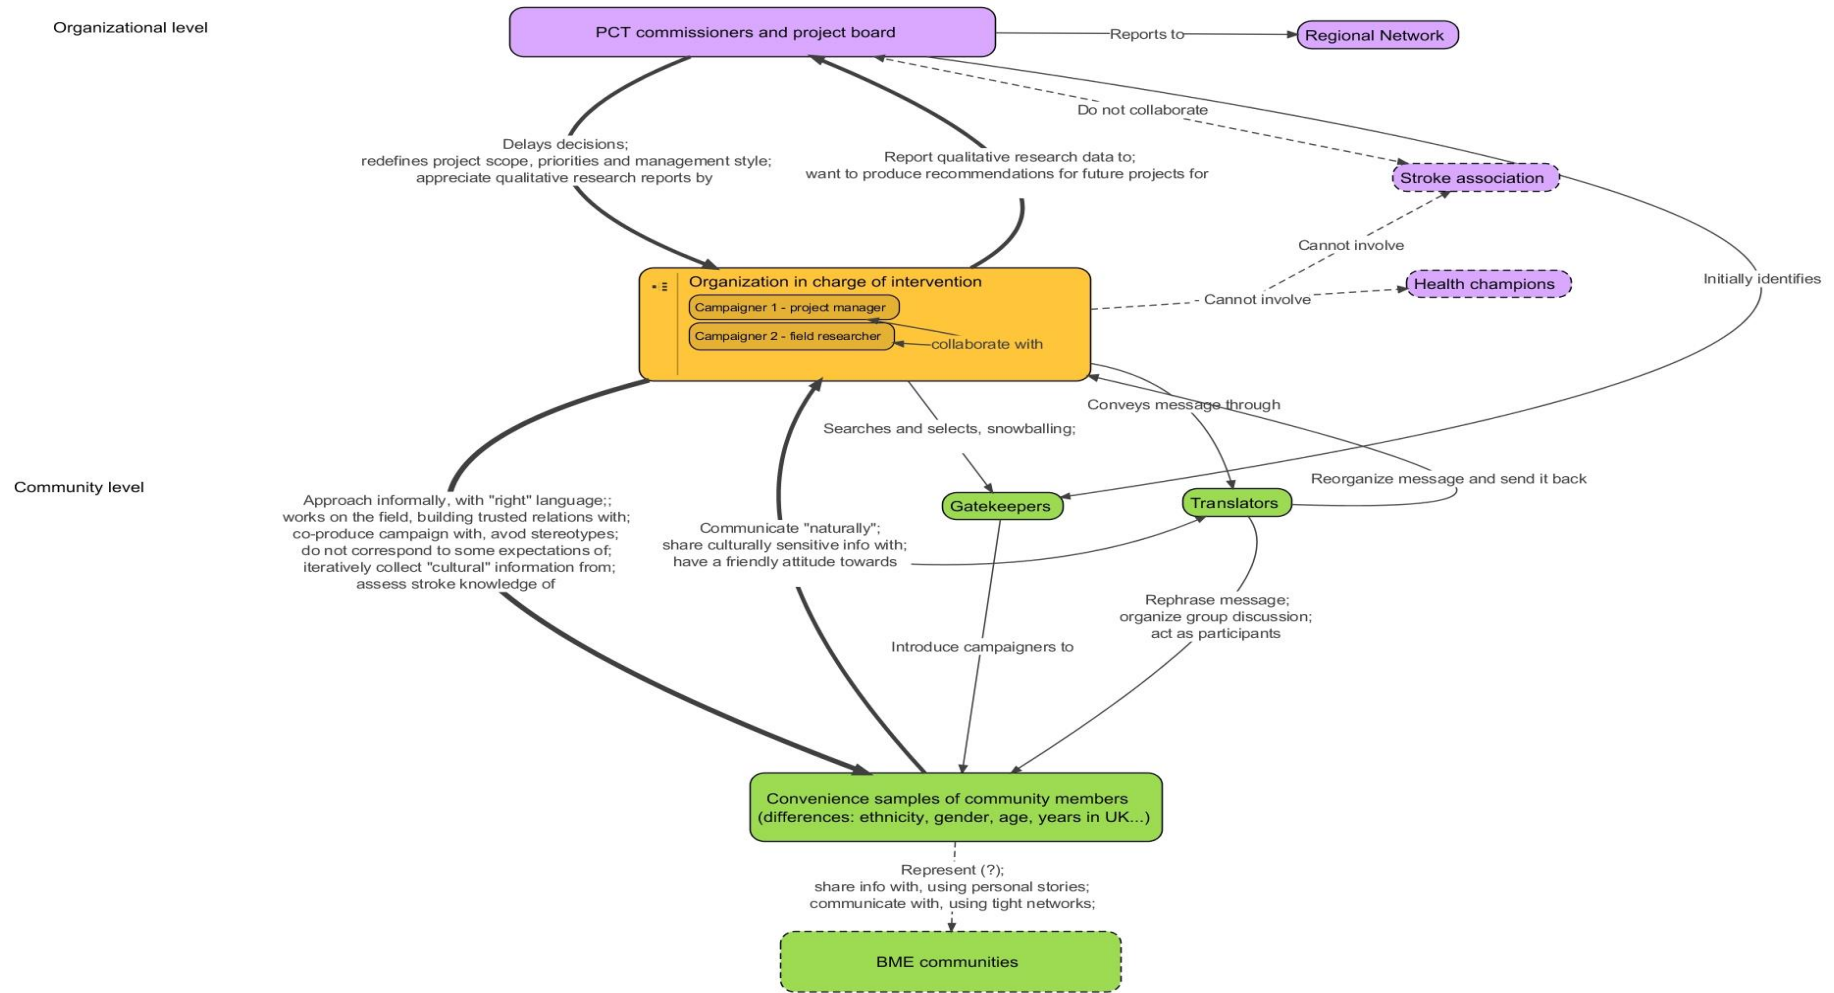 Organizational level
PCT commissioners and project board
Reports to
Regional Network
Do not collaborate
Delays decisions;
redefines project scope, priorities and management style;
appreciate qualitative research reports by
Report qualitative research data to;
want to produce recommendations for future projects for
Stroke association
Cannot involve
Initially identifies
Organization in charge of intervention
Campaigner 1 - project manager
Campaigner 2 - field researcher
collaborate with
Cannot involve
Health champions
Conveys message through
Searches and selects, snowballing;
Community level
Reorganize message and send it back
Approach informally, with "right" language;;
works on the field, building trusted relations with;
co-produce campaign with, avod stereotypes;
do not correspond to some expectations of;
iteratively collect "cultural" information from;
assess stroke knowledge of
Gatekeepers
Translators
Communicate "naturally";
share culturally sensitive info with;
have a friendly attitude towards
Rephrase message;
organize group discussion;
act as participants
Introduce campaigners to
Convenience samples of community members
(differences: ethnicity, gender, age, years in UK...)
Represent (?);
share info with, using personal stories;
communicate with, using tight networks;
BME communities